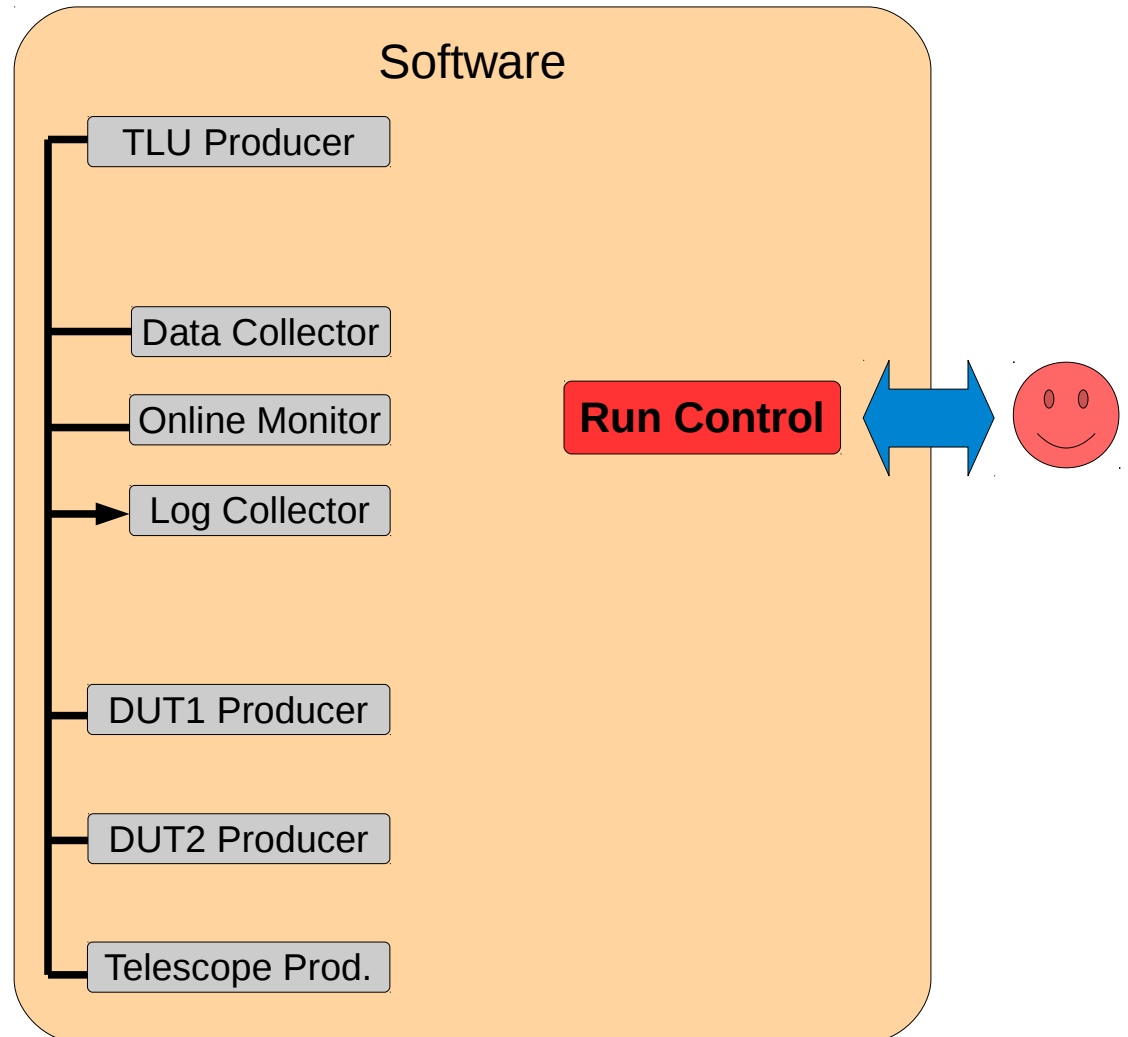 Software
TLU Producer
Data Collector
Online Monitor
Run Control
Log Collector
DUT1 Producer
DUT2 Producer
Telescope Prod.